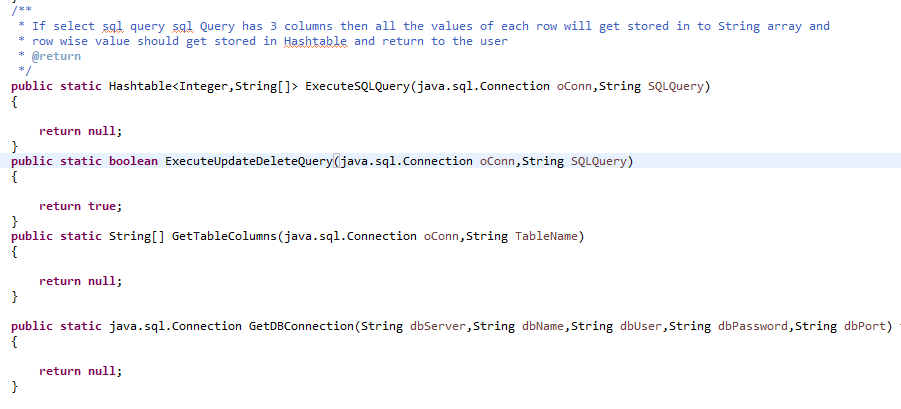 /**
* If select sql query sql Query has 3 columns then all the values of each row will get stored in to String array and
* row wise value should get stored in Hashtable and return to the user
* @return
*/
public static Hashtable<Integer,String[]> ExecuteSQLQuery(java.sql.Connection oConn,String SQLQuery)
{
return null;
}
public static boolean ExecuteUpdateDeleteQuery(java.sql.Connection oConn,String SQLQuery)
{
return true;
}
public static String[] GetTableColumns(java.sql.Connection oConn,String TableName)
{
return null;
}
public static java.sql.Connection GetDBConnection(String dbServer,String dbName,String dbUser,String dbPassword,String dbPort)
{
return null;
}